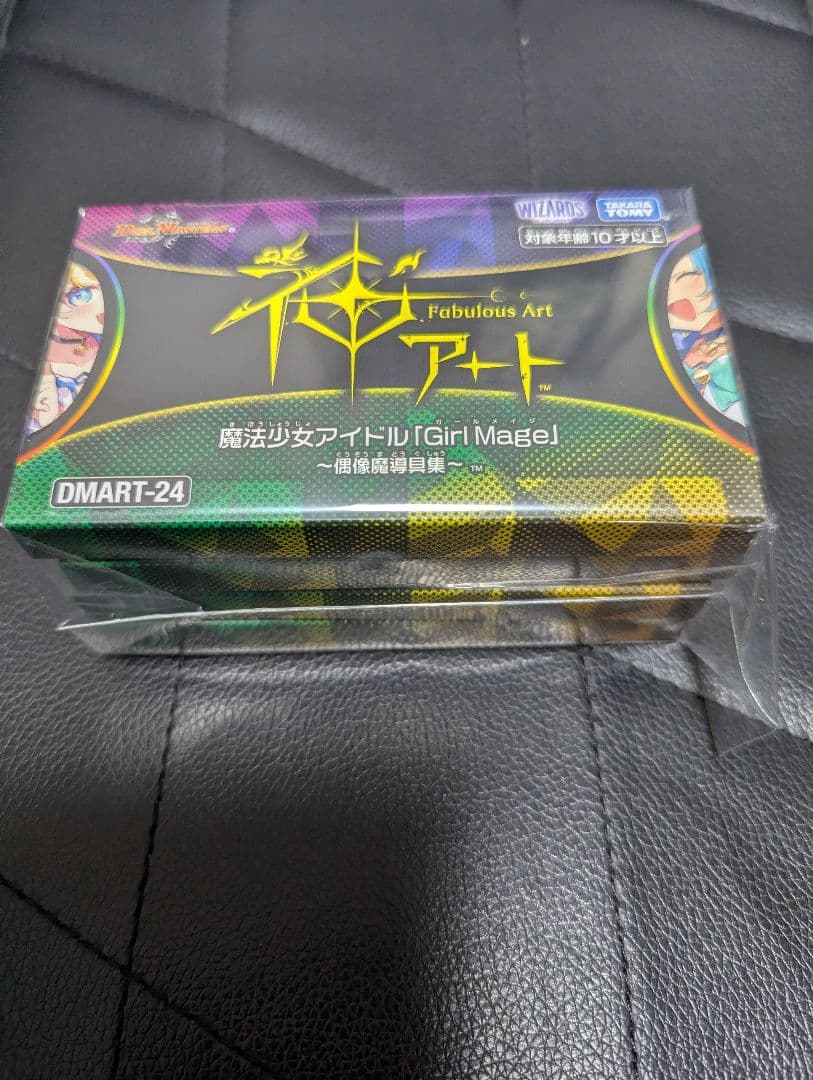 DUEL MASTERS
WIZARDS
TAKARA TOMY
対象年齢10才以上
神アート
Fabulous Art
TM
魔法少女アイドル「Girl Mage」
～偶像魔導具集～ TM
DMART-24